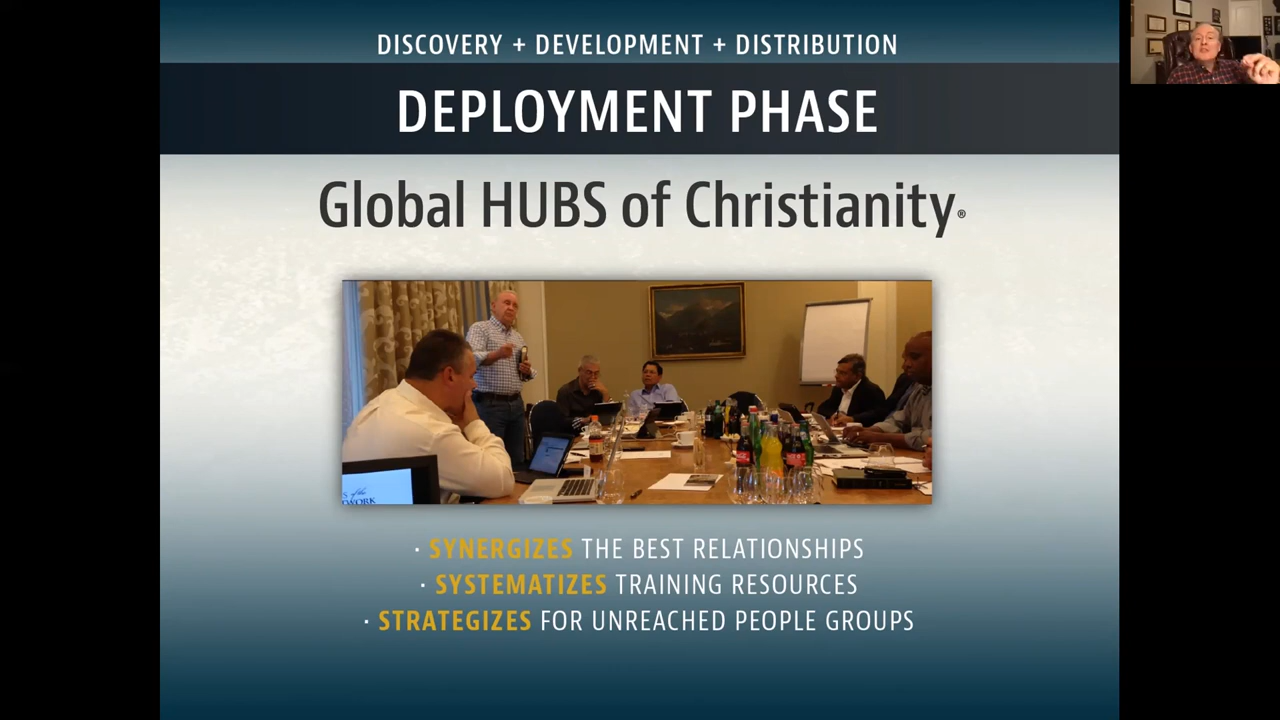 DISCOVERY + DEVELOPMENT + DISTRIBUTION
DEPLOYMENT PHASE
Global HUBS of Christianity®
· SYNERGIZES THE BEST RELATIONSHIPS
· SYSTEMATIZES TRAINING RESOURCES
· STRATEGIZES FOR UNREACHED PEOPLE GROUPS